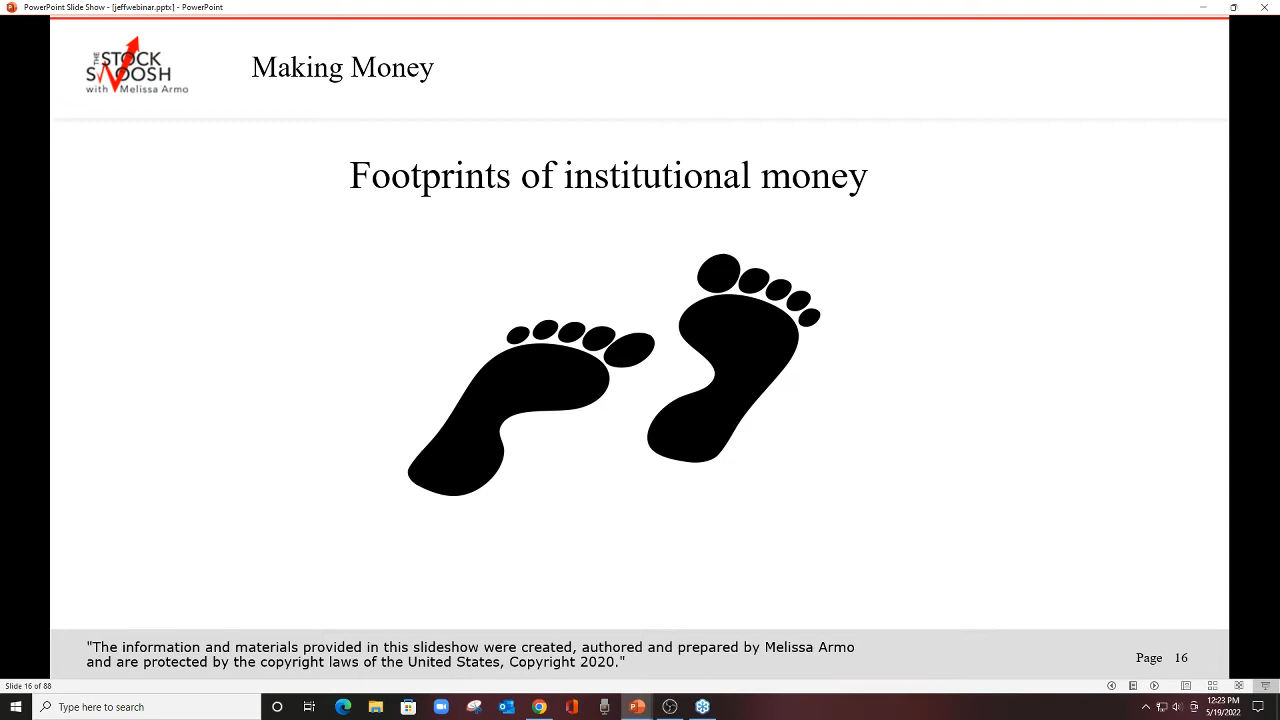 PowerPoint Slide Show - [jeffwebinar.pptx] - PowerPoint
THE
STOCK
SWOOSH
with Melissa Armo
Making Money
Footprints of institutional money
"The information and materials provided in this slideshow were created, authored and prepared by Melissa Armo
and are protected by the copyright laws of the United States, Copyright 2020."
Page 16
Slide 16 of 88
Type here to search
12:23 PM
5/19/2022